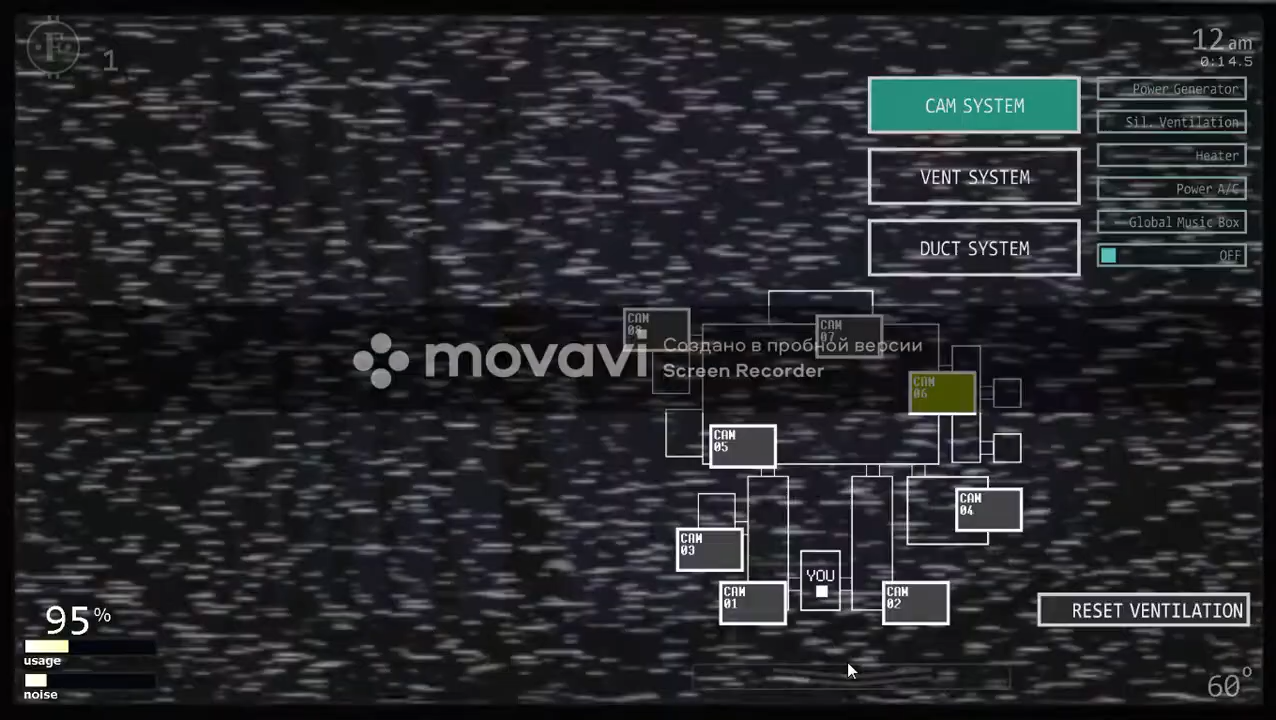 F
1
12 am
0:14.5
CAM SYSTEM
Power Generator
Sil. Ventilation
Heater
VENT SYSTEM
Power A/C
Global Music Box
DUCT SYSTEM
OFF
CAM
08
CAM
07
movavi
Создано в пробной версии
Screen Recorder
CAM
06
CAM
05
CAM
04
CAM
03
YOU
CAM
01
CAM
02
RESET VENTILATION
95%
usage
noise
60°